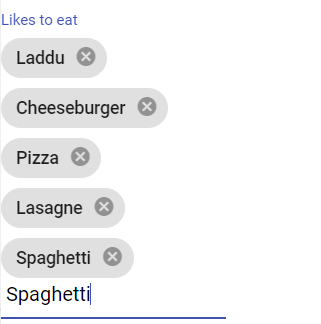 Likes to eat
Laddu
Cheeseburger
Pizza
Lasagne
Spaghetti
Spaghetti